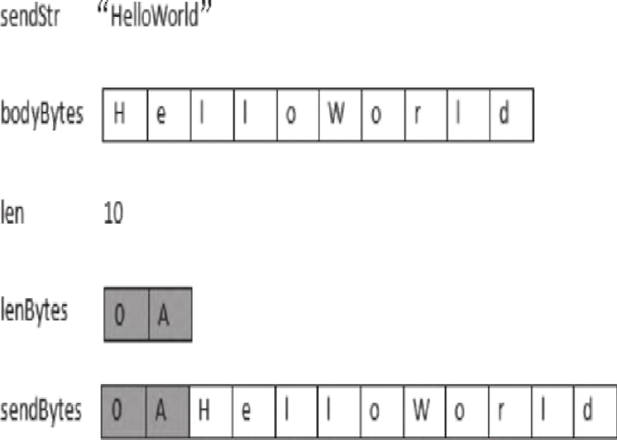 sendStr “HelloWorld”
bodyBytes H e l l o W o r l d
len 10
lenBytes 0 A
sendBytes 0 A H e l l o W o r l d